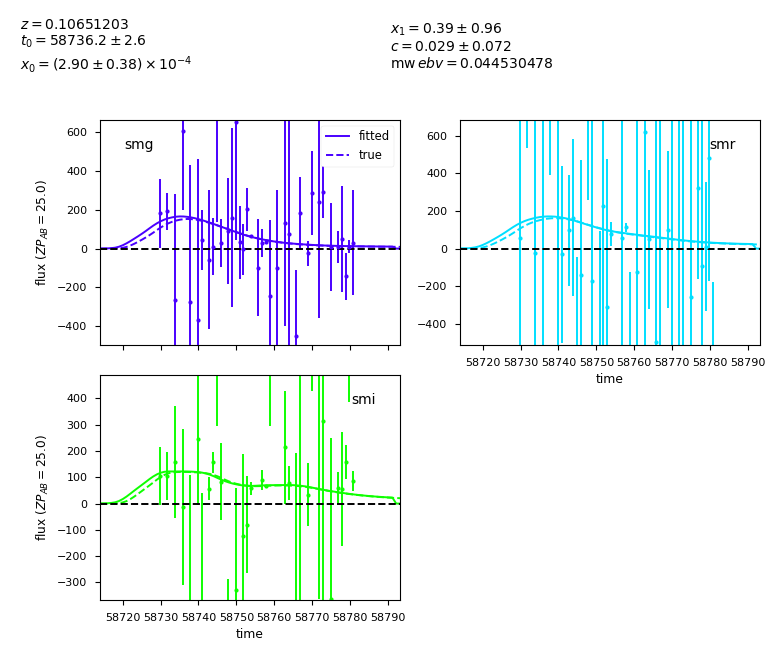 z = 0.10651203
t₀ = 58736.2 ± 2.6
x₀ = (2.90 ± 0.38) × 10⁻⁴
x₁ = 0.39 ± 0.96
c = 0.029 ± 0.072
mwebv = 0.044530478
smg
fitted
true
600
400
200
0
−200
−400
flux (ZP_AB = 25.0)
smr
600
400
200
0
−200
−400
58720 58730 58740 58750 58760 58770 58780 58790
time
smi
400
300
200
100
0
−100
−200
−300
flux (ZP_AB = 25.0)
58720 58730 58740 58750 58760 58770 58780 58790
time